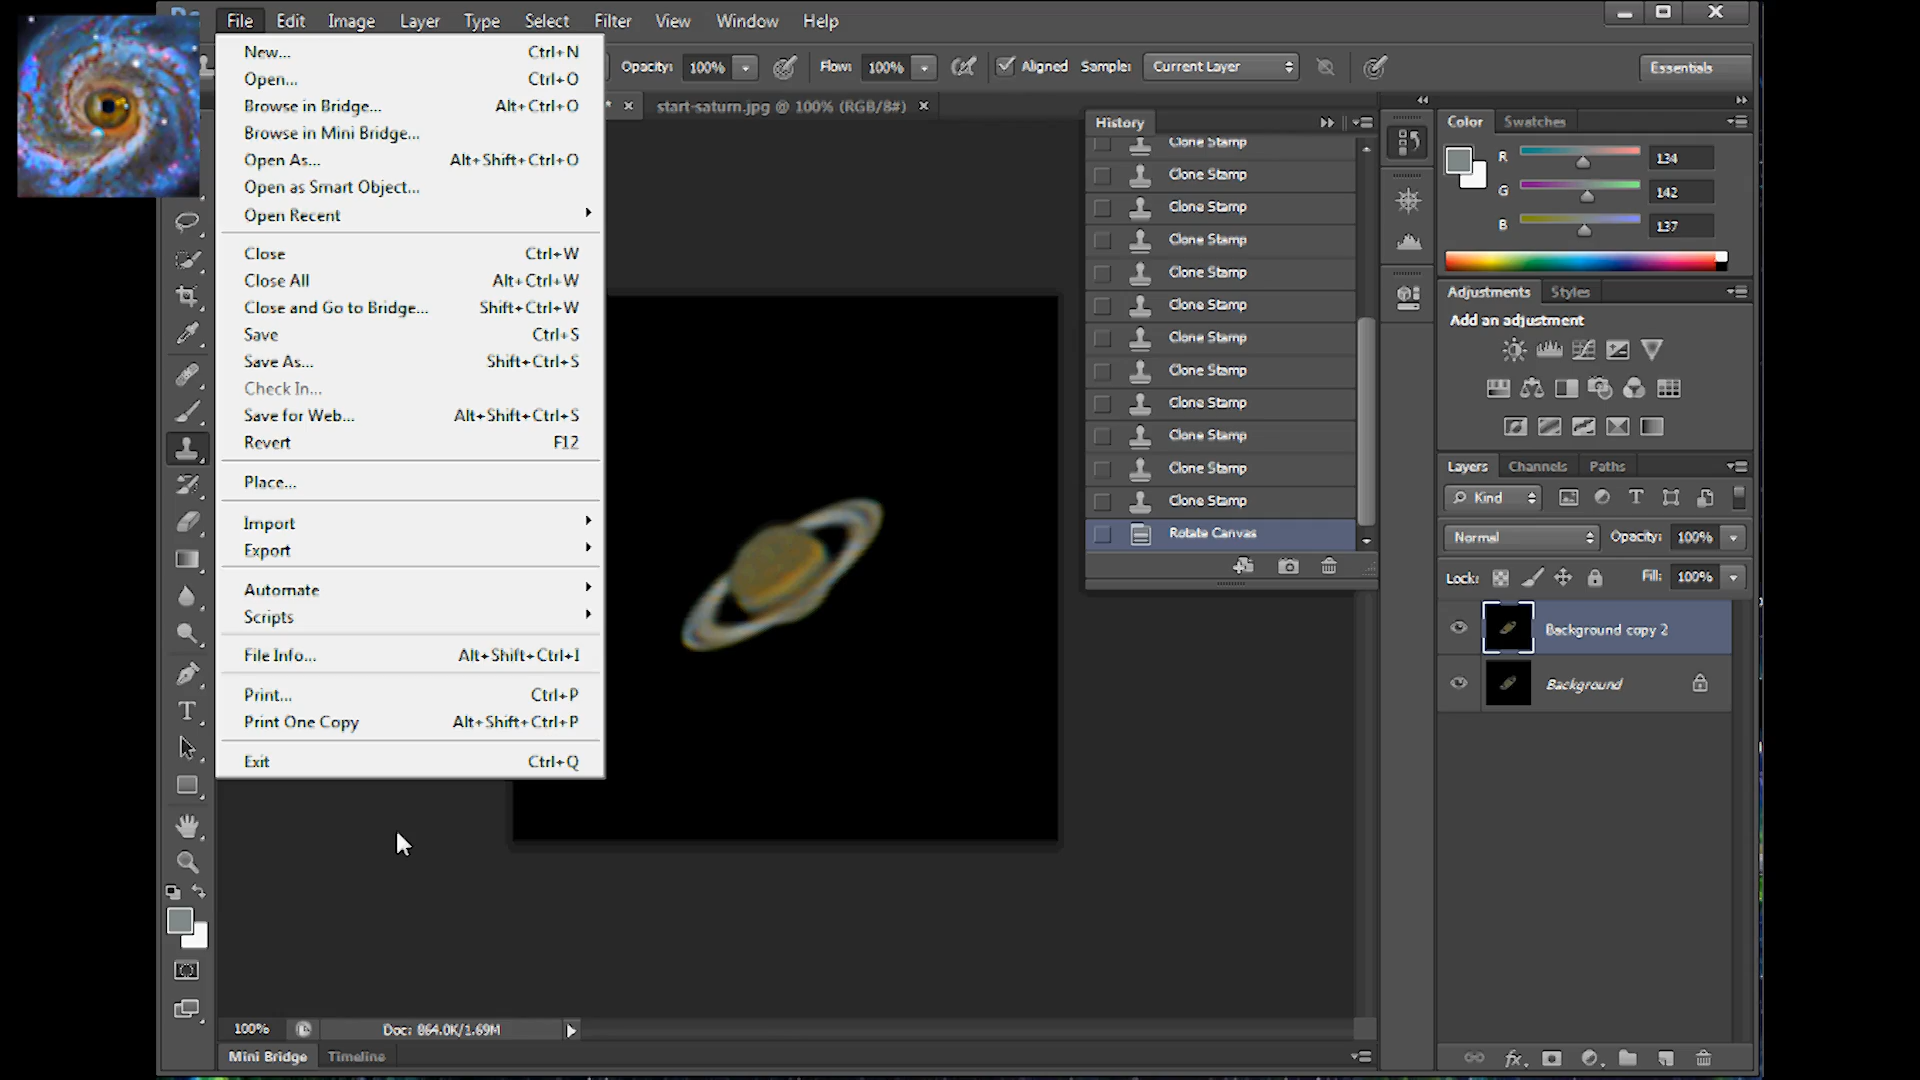 File Edit Image Layer Type Select Filter View Window Help
Opacity: 100% Flow: 100% Aligned Sample: Current Layer Essentials
start-saturn.jpg @ 100% (RGB/8#)
New... Ctrl+N
Open... Ctrl+O
Browse in Bridge... Alt+Ctrl+O
Browse in Mini Bridge...
Open As... Alt+Shift+Ctrl+O
Open as Smart Object...
Open Recent
Close Ctrl+W
Close All Alt+Ctrl+W
Close and Go to Bridge... Shift+Ctrl+W
Save Ctrl+S
Save As... Shift+Ctrl+S
Check In...
Save for Web... Alt+Shift+Ctrl+S
Revert F12
Place...
Import
Export
Automate
Scripts
File Info... Alt+Shift+Ctrl+I
Print... Ctrl+P
Print One Copy Alt+Shift+Ctrl+P
Exit Ctrl+Q
History
Clone Stamp
Clone Stamp
Clone Stamp
Clone Stamp
Clone Stamp
Clone Stamp
Clone Stamp
Clone Stamp
Clone Stamp
Clone Stamp
Clone Stamp
Clone Stamp
Rotate Canvas
Color Swatches
R 134
G 142
B 137
Adjustments Styles
Add an adjustment
Layers Channels Paths
Kind
Normal Opacity: 100%
Lock: Fill: 100%
Background copy 2
Background
100% Doc: 864.0K/1.69M
Mini Bridge Timeline